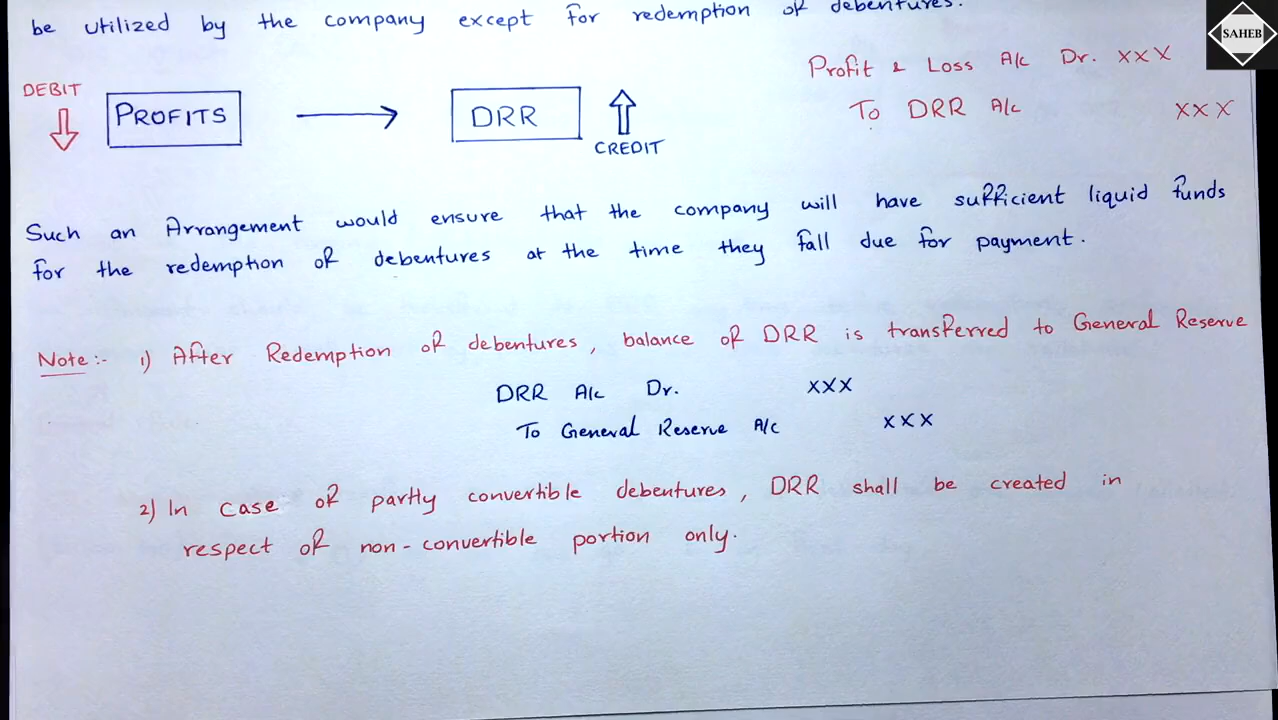 be utilized by the company except for redemption of debentures.
SAHEB
Profit & Loss A/c Dr. XXX
To DRR A/c XXX
DEBIT
PROFITS
DRR
CREDIT
Such an Arrangement would ensure that the company will have sufficient liquid funds
for the redemption of debentures at the time they fall due for payment.
Note:- 1) After Redemption of debentures, balance of DRR is transferred to General Reserve
DRR A/c Dr. XXX
To General Reserve A/c XXX
2) In case of partly convertible debentures, DRR shall be created in
respect of non-convertible portion only.